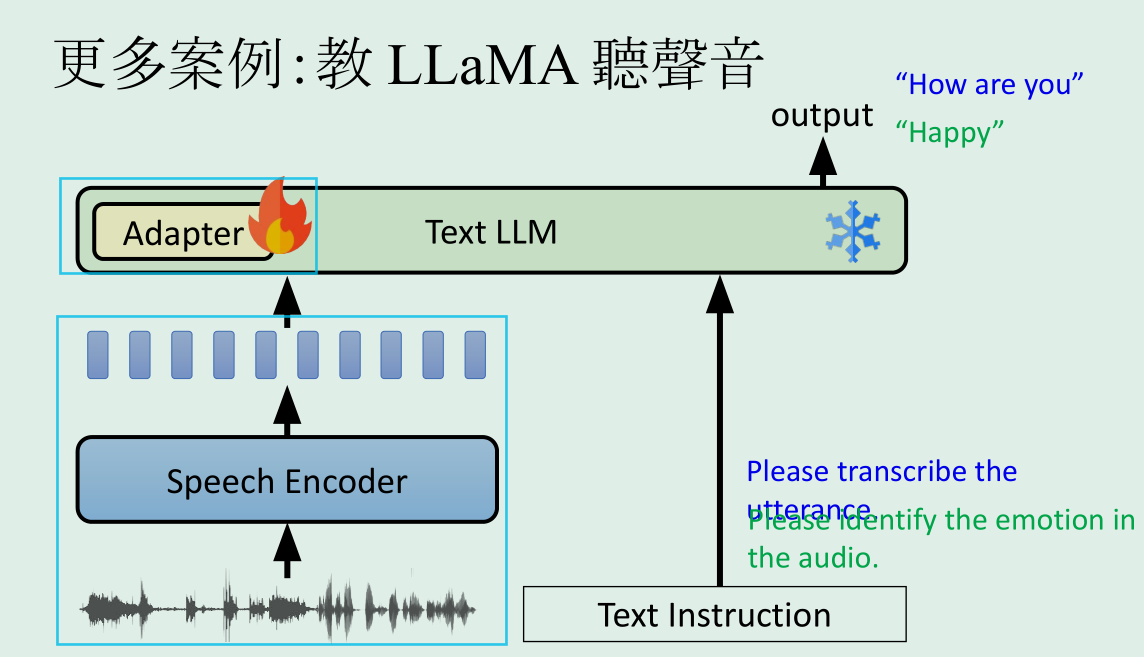 更多案例:教 LLaMA 聽聲音
“How are you”
output
“Happy”
Adapter
Text LLM
Speech Encoder
Please transcribe the
utterance.
Please identify the emotion in
the audio.
Text Instruction